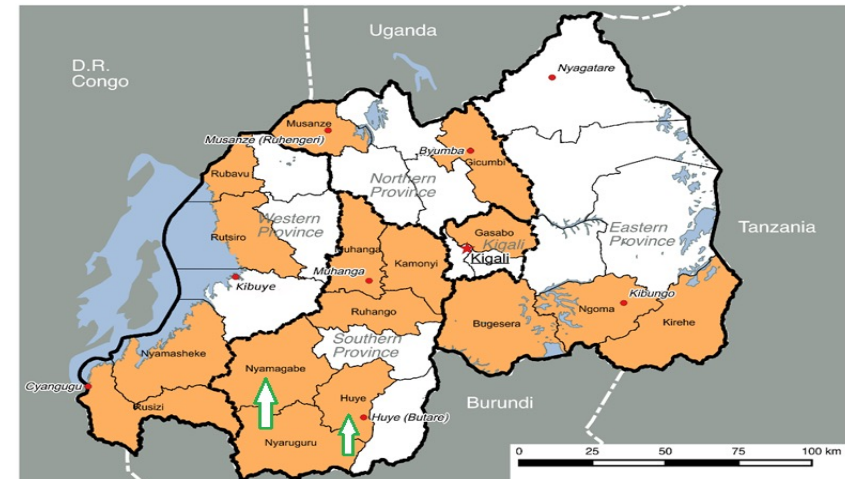 Uganda
D.R.
Congo
Nyagatare
Musanze
Musanze (Ruhengeri)
Byumba
Gicumbi
Rubavu
Northern
Province
Western
Province
Rutsiro
Gasabo
Kigali
Kigali
Eastern
Province
Tanzania
Muhanga
Kamonyi
Muhanga
Kibuye
Ruhango
Kibungo
Ngoma
Bugesera
Kirehe
Southern
Province
Nyamasheke
Nyamagabe
Cyangugu
Rusizi
Huye
Huye (Butare)
Burundi
Nyaruguru
0 25 50 75 100 km